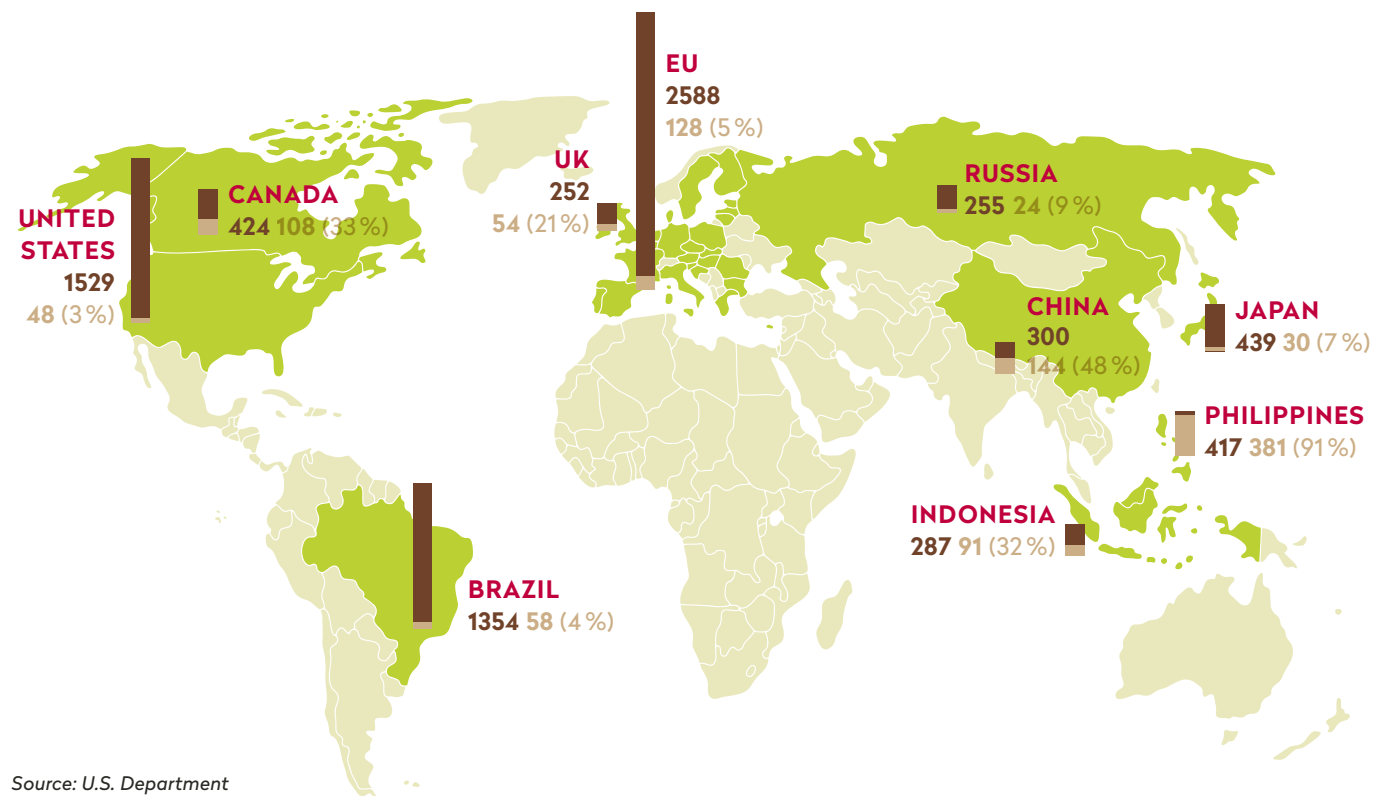 EU
2588
128 (5 %)
UK
252
54 (21 %)
CANADA
424 108 (33 %)
UNITED
STATES
1529
48 (3 %)
RUSSIA
255 24 (9 %)
CHINA
300
144 (48 %)
JAPAN
439 30 (7 %)
PHILIPPINES
417 381 (91 %)
INDONESIA
287 91 (32 %)
BRAZIL
1354 58 (4 %)
Source: U.S. Department